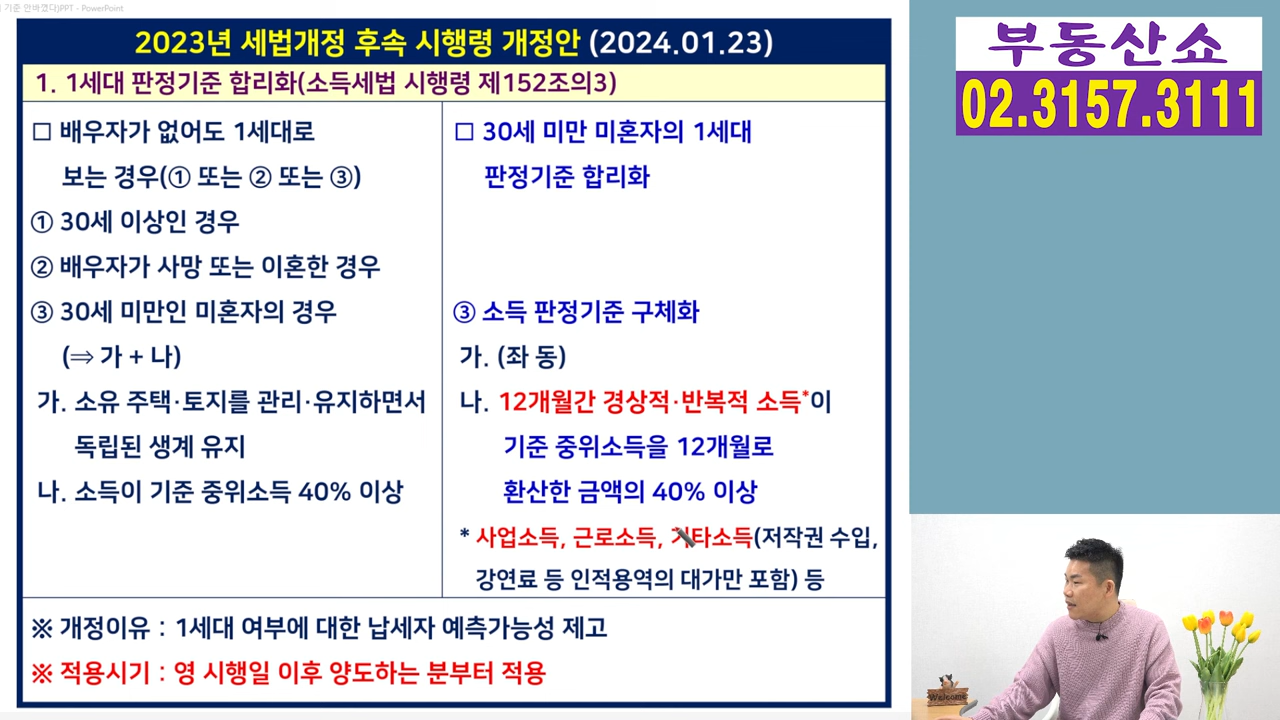 기준 안바꼈다)PPT - PowerPoint
2023년 세법개정 후속 시행령 개정안 (2024.01.23)
1. 1세대 판정기준 합리화(소득세법 시행령 제152조의3)
□ 배우자가 없어도 1세대로
보는 경우(① 또는 ② 또는 ③)
① 30세 이상인 경우
② 배우자가 사망 또는 이혼한 경우
③ 30세 미만인 미혼자의 경우
(⇒ 가 + 나)
가. 소유 주택·토지를 관리·유지하면서
독립된 생계 유지
나. 소득이 기준 중위소득 40% 이상
□ 30세 미만 미혼자의 1세대
판정기준 합리화
③ 소득 판정기준 구체화
가. (좌 동)
나. 12개월간 경상적·반복적 소득*이
기준 중위소득을 12개월로
환산한 금액의 40% 이상
* 사업소득, 근로소득, 기타소득(저작권 수입,
강연료 등 인적용역의 대가만 포함) 등
※ 개정이유 : 1세대 여부에 대한 납세자 예측가능성 제고
※ 적용시기 : 영 시행일 이후 양도하는 분부터 적용
부동산쇼
02.3157.3111
Welcome